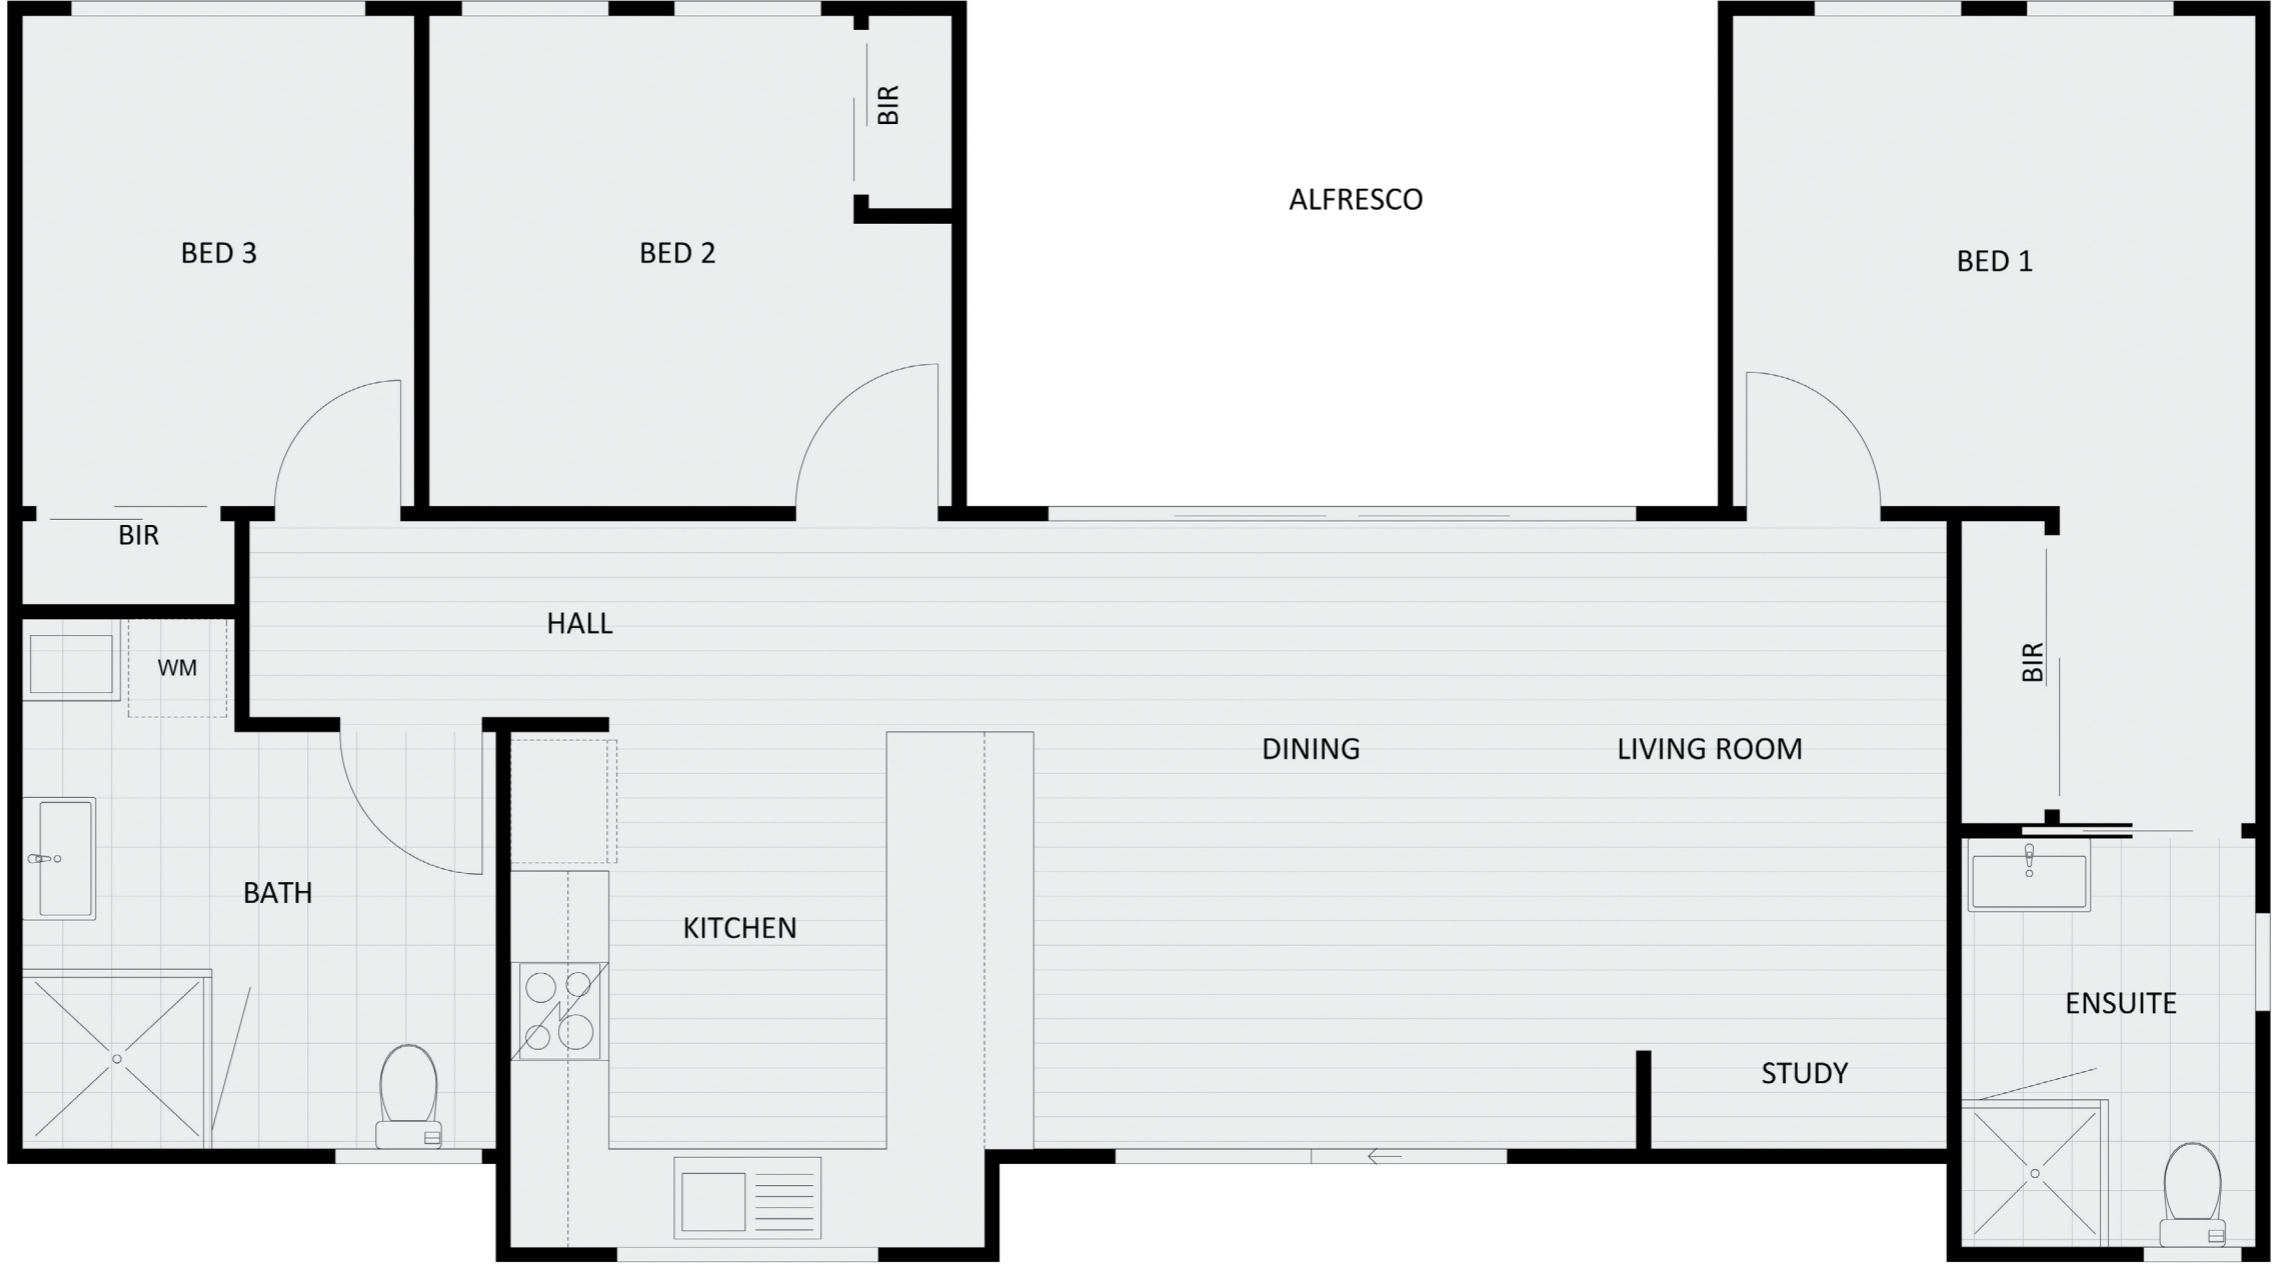 BIR
ALFRESCO
BED 3
BED 2
BED 1
BIR
HALL
WM
BIR
DINING
LIVING ROOM
BATH
KITCHEN
ENSUITE
STUDY